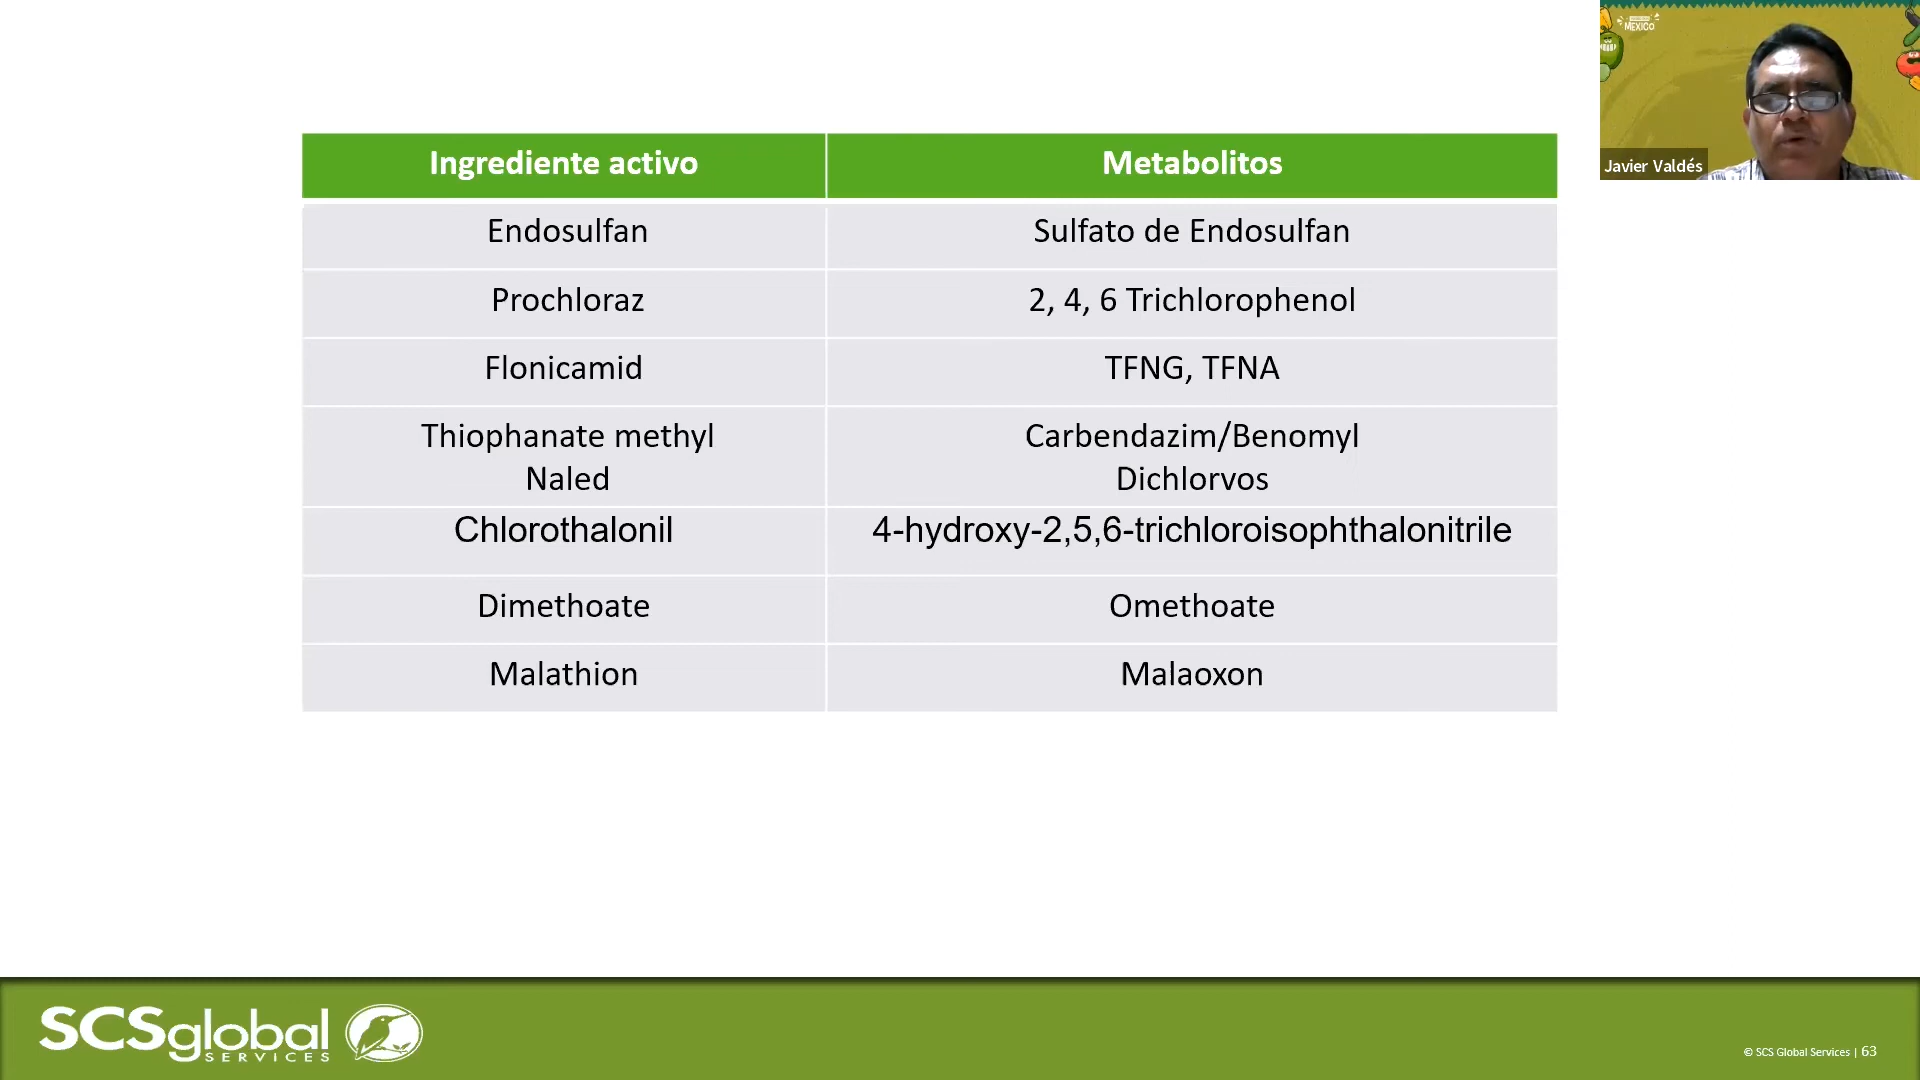 MÉXICO
Javier Valdés
Ingrediente activo Metabolitos
Endosulfan Sulfato de Endosulfan
Prochloraz 2, 4, 6 Trichlorophenol
Flonicamid TFNG, TFNA
Thiophanate methyl Carbendazim/Benomyl
Naled Dichlorvos
Chlorothalonil 4-hydroxy-2,5,6-trichloroisophthalonitrile
Dimethoate Omethoate
Malathion Malaoxon
SCSglobal
SERVICES
© SCS Global Services | 63